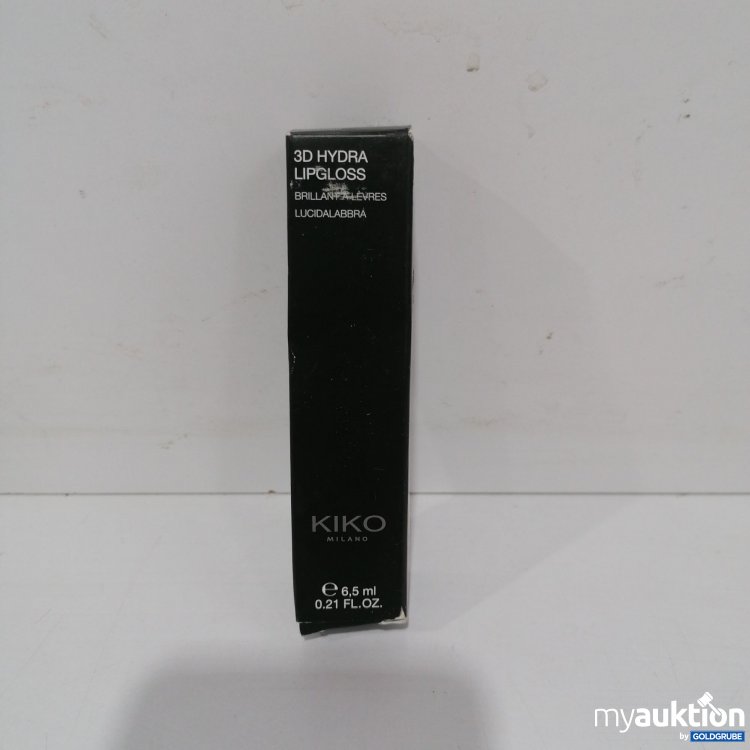 3D HYDRA
LIPGLOSS
BRILLANT À LÈVRES
LUCIDALABBRA
KIKO
MILANO
℮ 6,5 ml
0.21 FL.OZ.
myauktion
by GOLDGRUBE